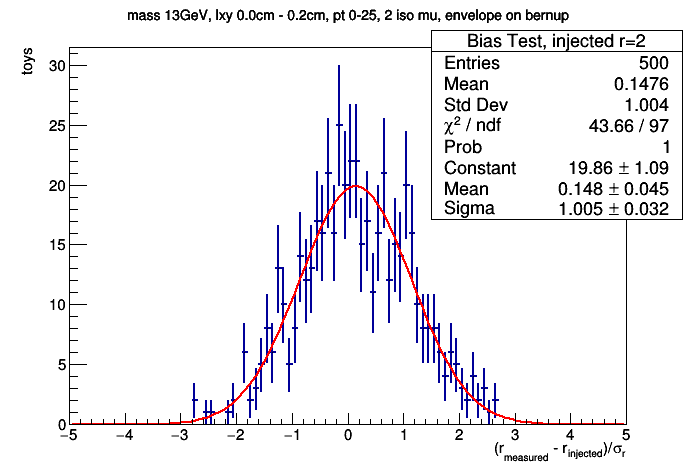 mass 13GeV, lxy 0.0cm - 0.2cm, pt 0-25, 2 iso mu, envelope on bernup
toys
Bias Test, injected r=2
Entries 500
Mean 0.1476
Std Dev 1.004
χ² / ndf 43.66 / 97
Prob 1
Constant 19.86 ± 1.09
Mean 0.148 ± 0.045
Sigma 1.005 ± 0.032
30
25
20
15
10
5
0
−5 −4 −3 −2 −1 0 1 2 3 4 5
(r_measured - r_injected)/σ_r